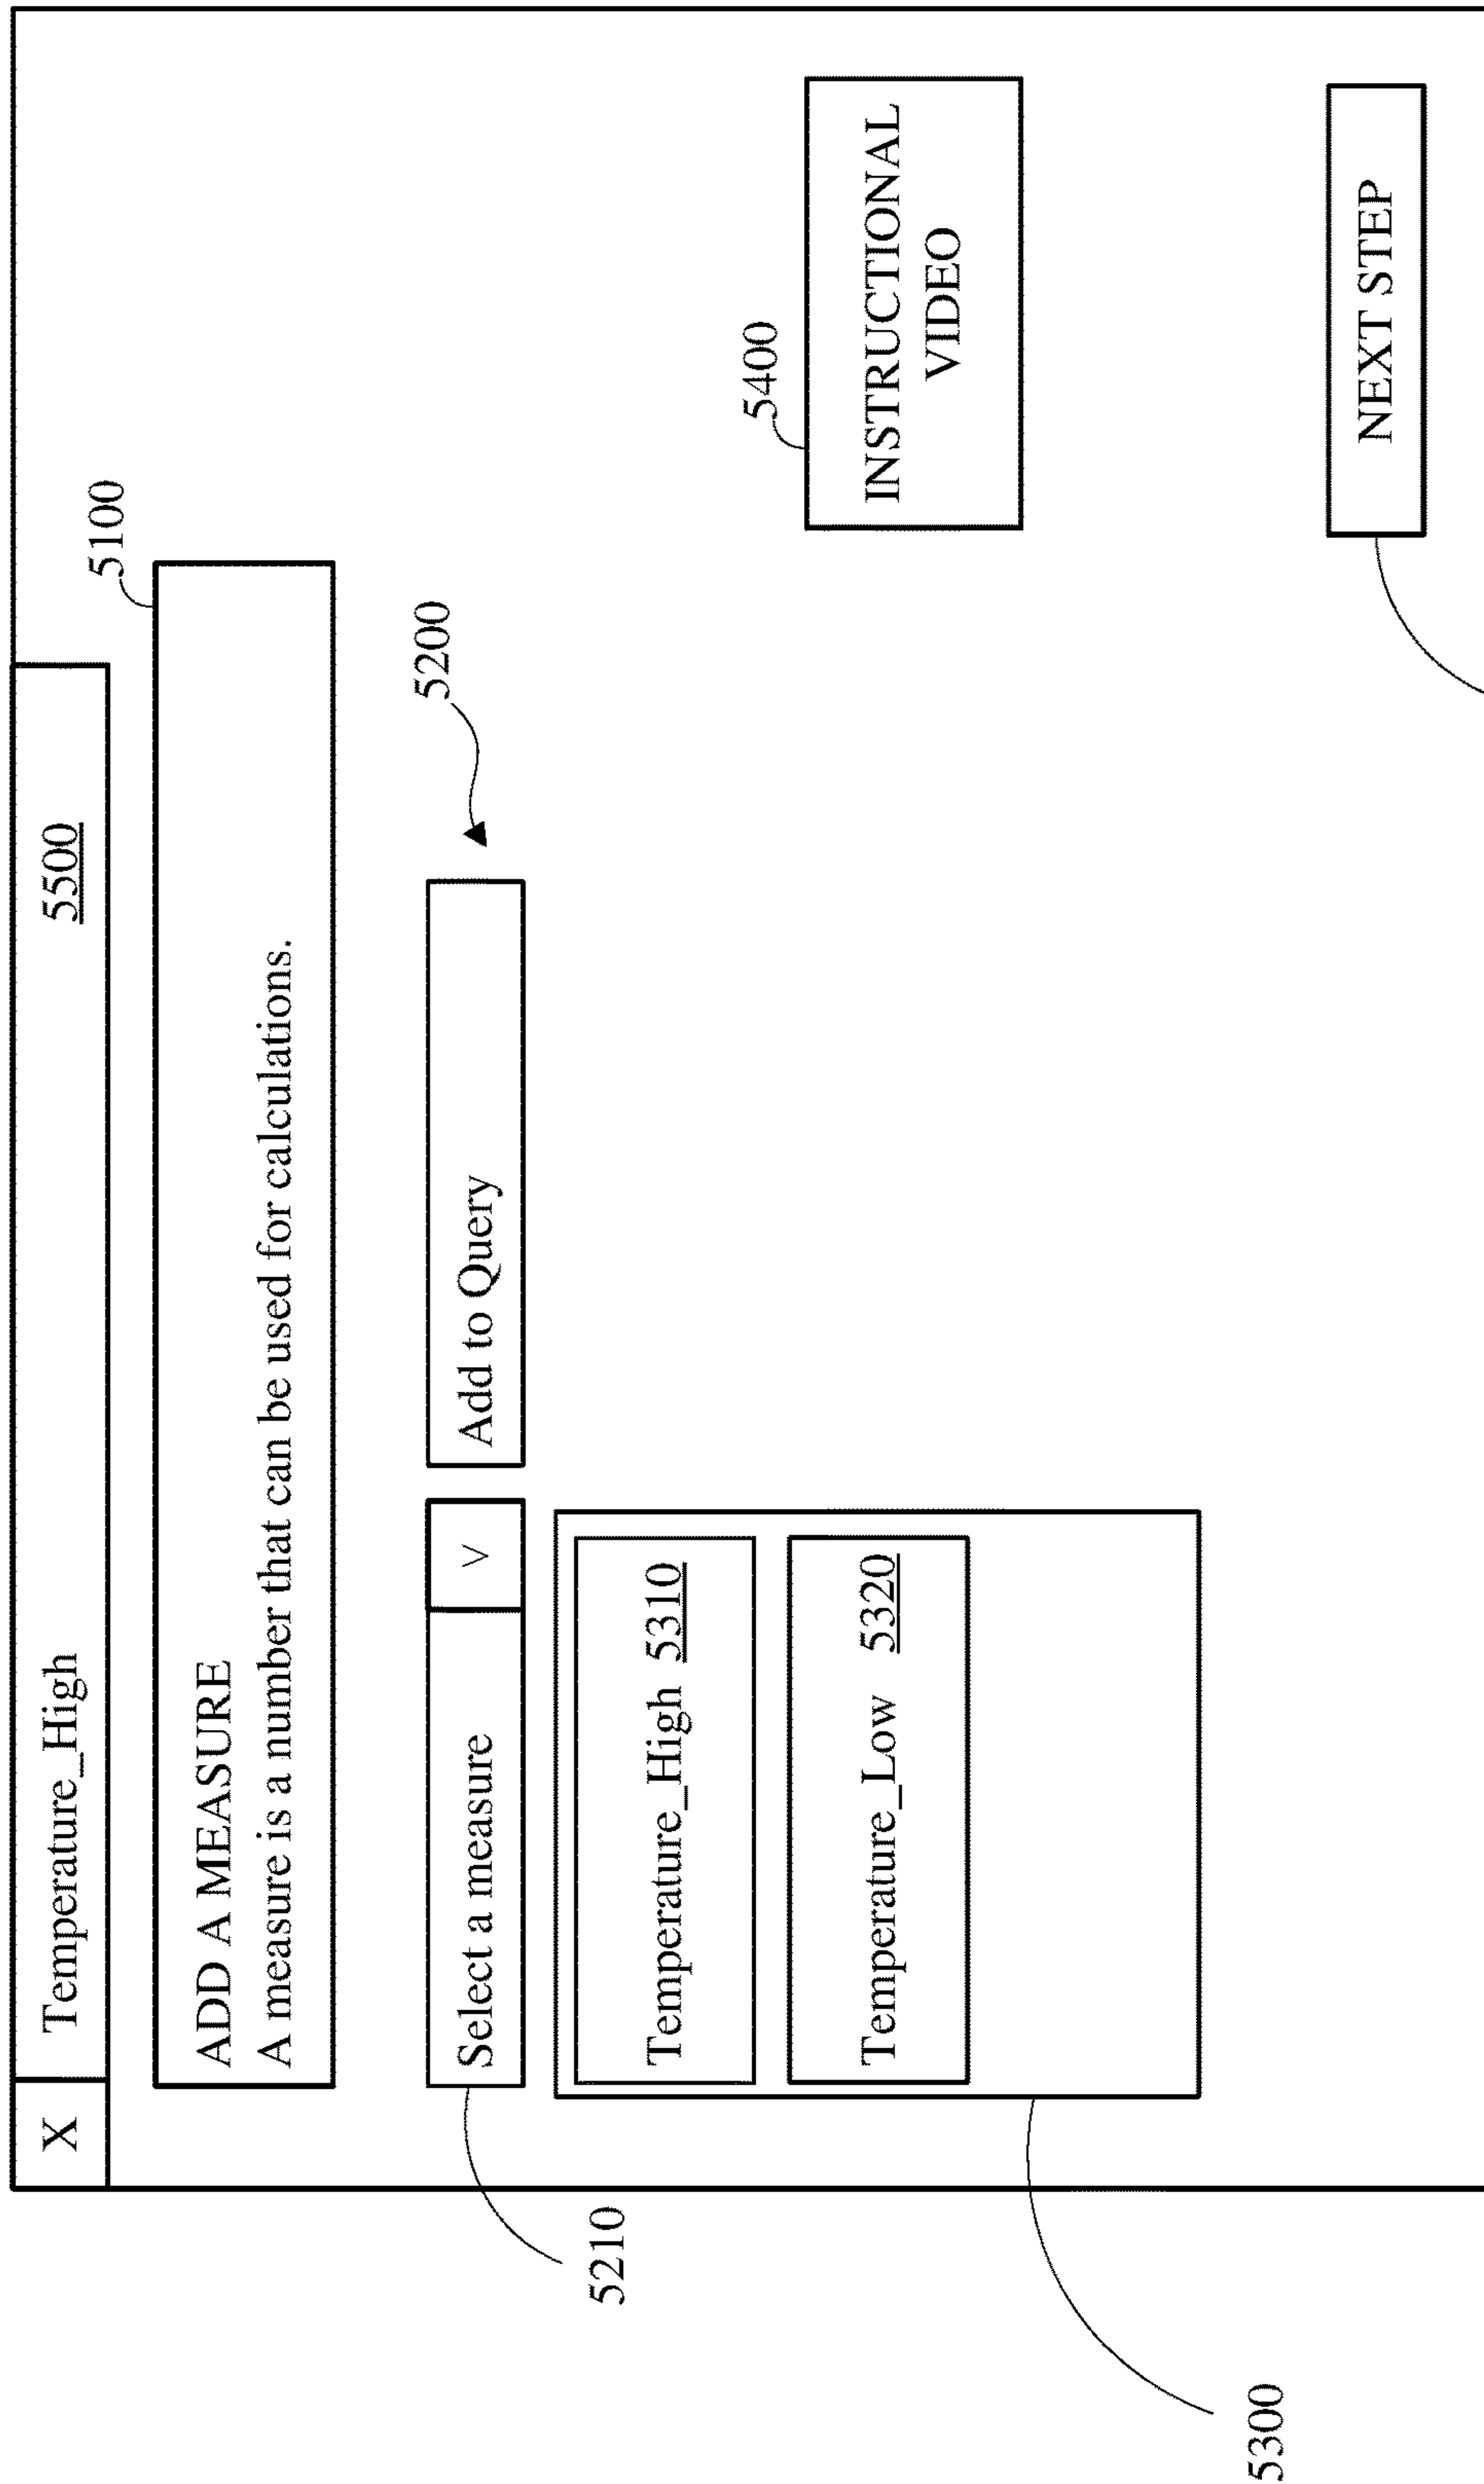 X Temperature_High 5500
5100
ADD A MEASURE
A measure is a number that can be used for calculations.
5200
Select a measure V Add to Query
5210
Temperature_High 5310
Temperature_Low 5320
5300
5400
INSTRUCTIONAL
VIDEO
NEXT STEP